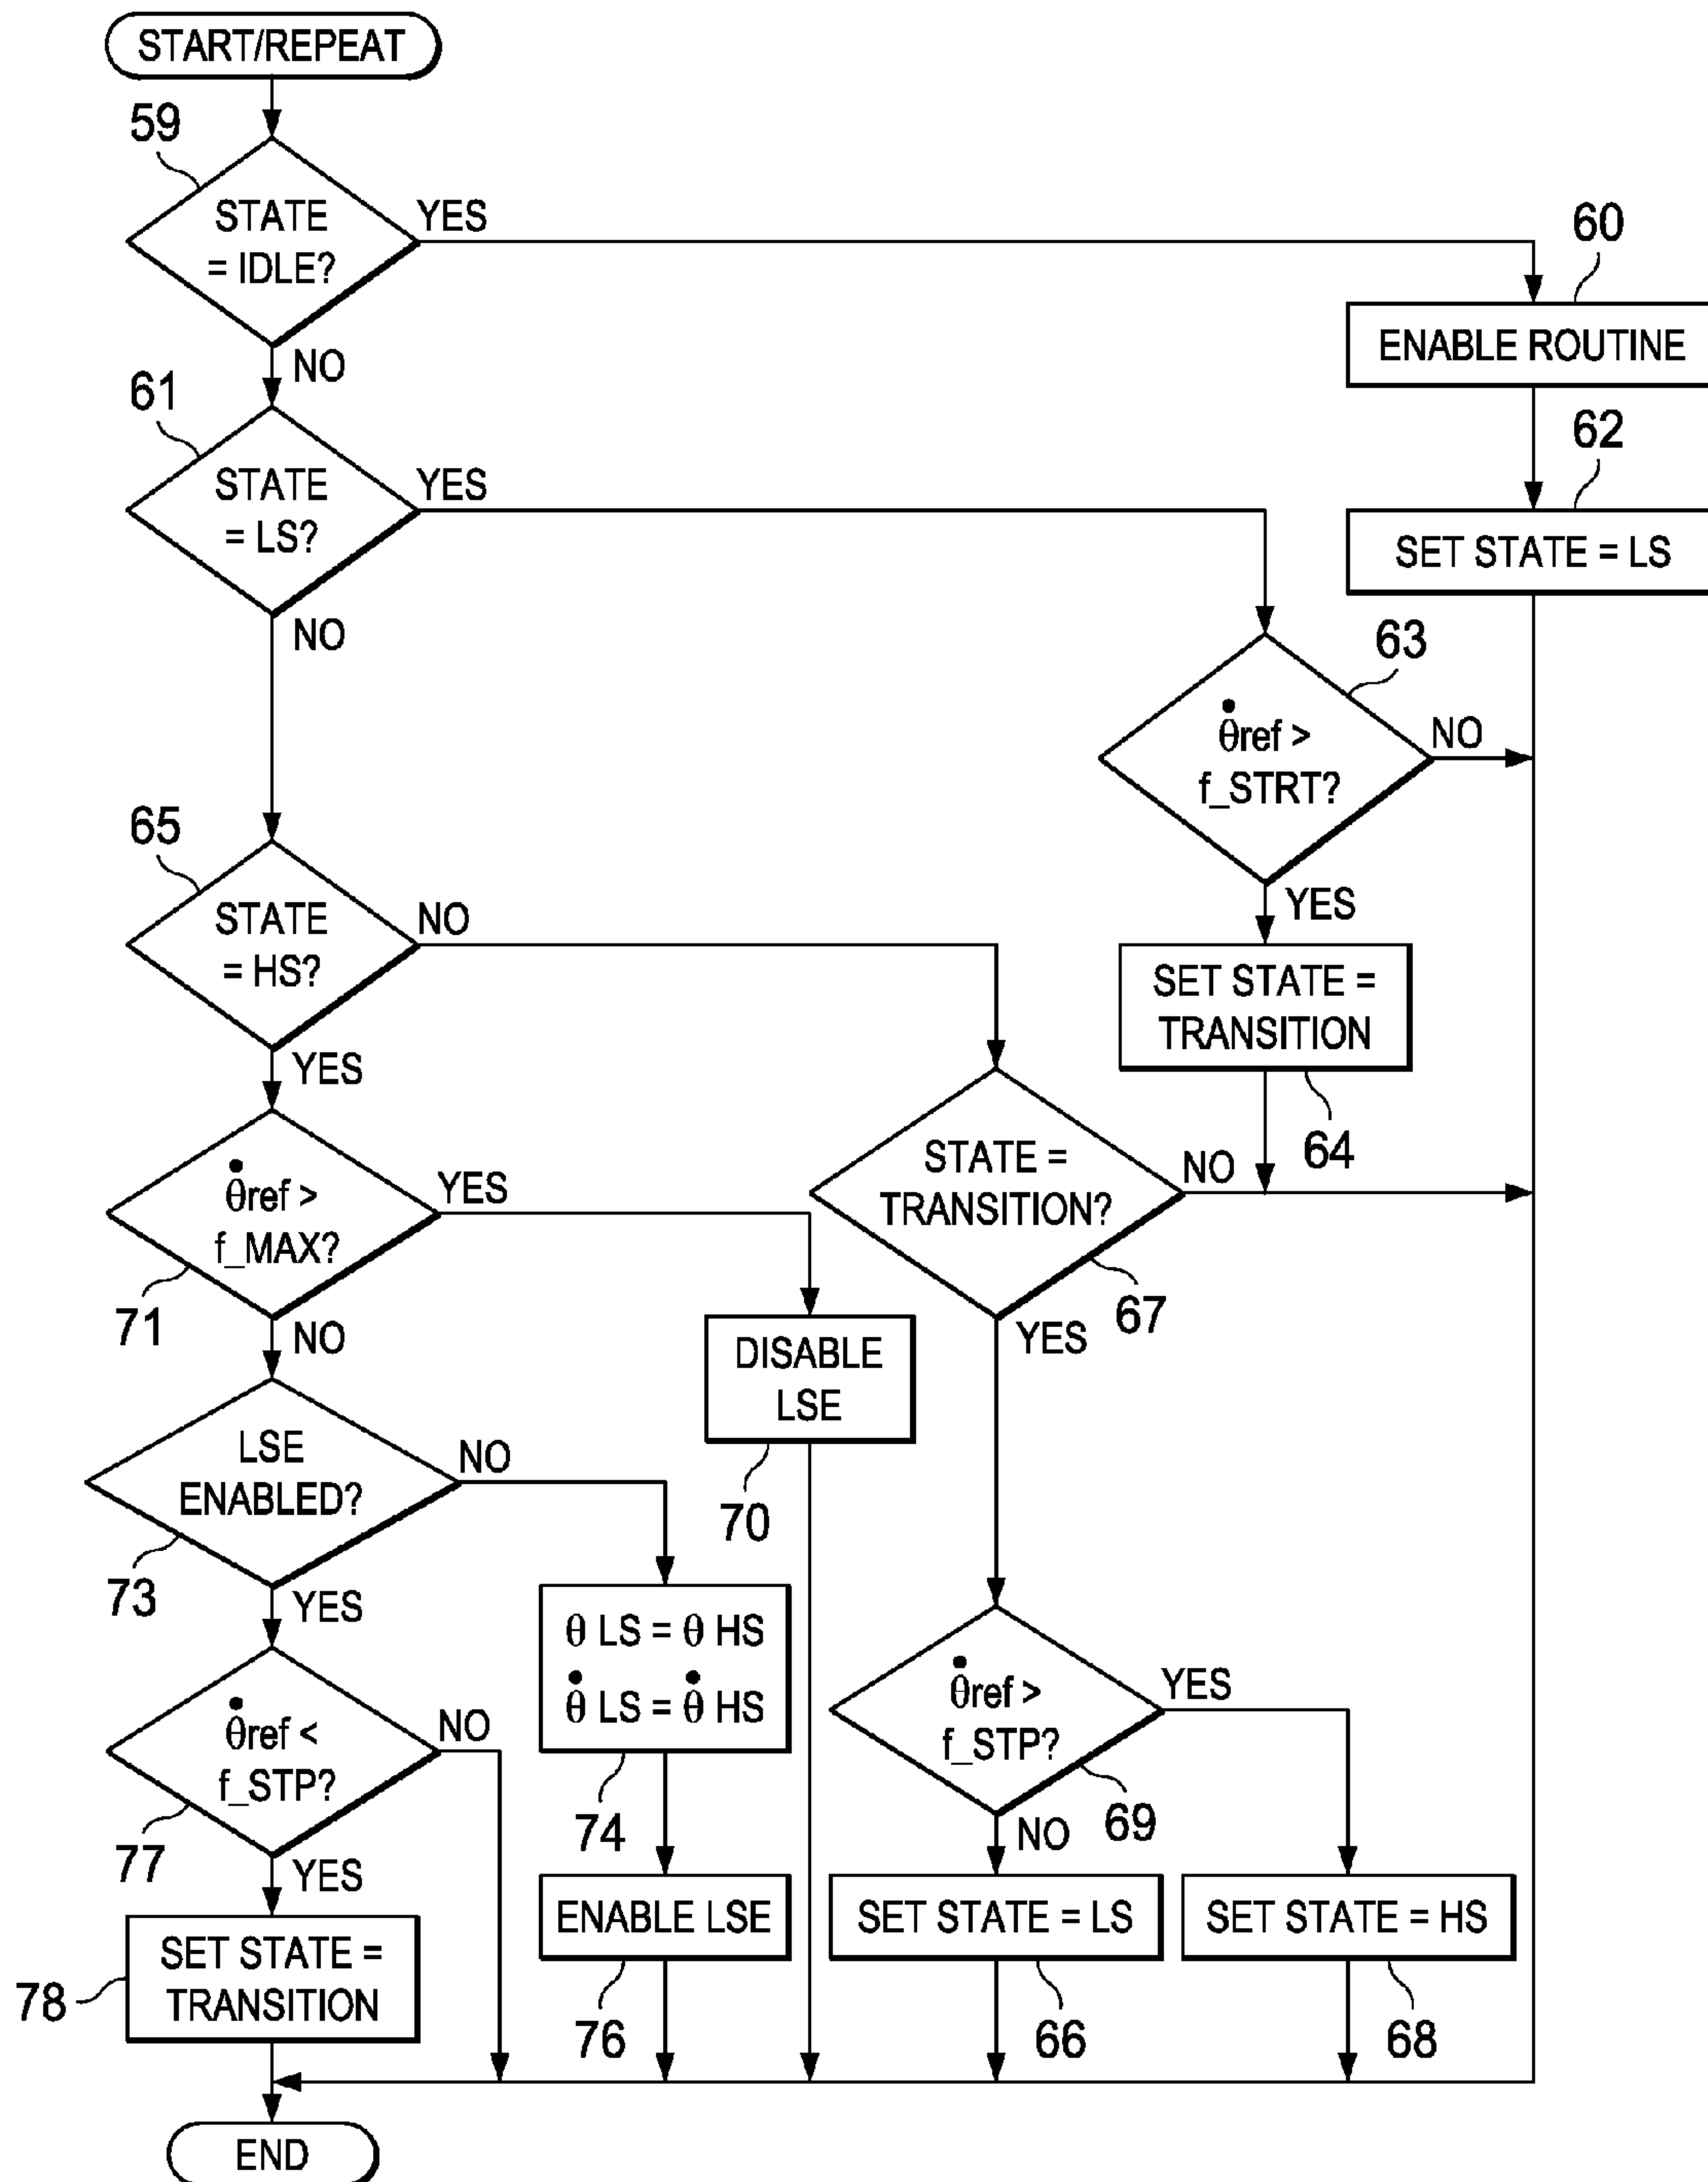 START/REPEAT
59
STATE
= IDLE?
YES
NO
60
ENABLE ROUTINE
62
SET STATE = LS
61
STATE
= LS?
YES
NO
63
θ̇ref >
f_STRT?
NO
YES
SET STATE =
TRANSITION
64
65
STATE
= HS?
NO
YES
STATE =
TRANSITION?
NO
67
YES
θ̇ref >
f_MAX?
YES
71
NO
DISABLE
LSE
70
LSE
ENABLED?
NO
73
YES
θ LS = θ HS
θ̇ LS = θ̇ HS
74
ENABLE LSE
76
θ̇ref >
f_STP?
YES
69
NO
SET STATE = LS
66
SET STATE = HS
68
θ̇ref <
f_STP?
NO
77
YES
SET STATE =
TRANSITION
78
END